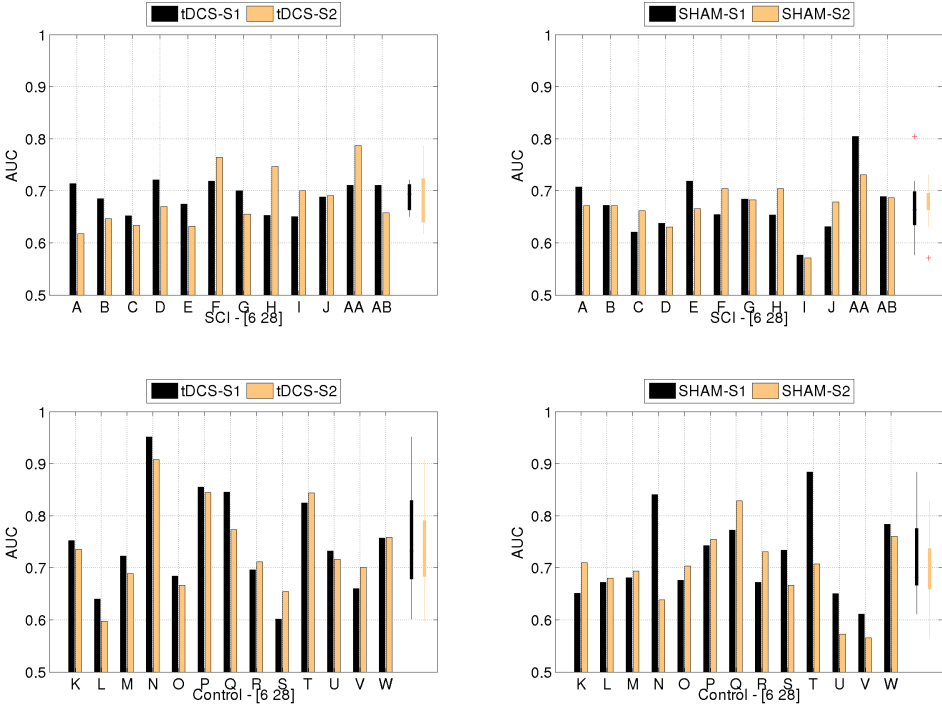 tDCS-S1 tDCS-S2
1
0.9
0.8
0.7
0.6
0.5
AUC
A B C D E F G H I J AA AB
SCI - [6 28]
SHAM-S1 SHAM-S2
1
0.9
0.8
0.7
0.6
0.5
AUC
A B C D E F G H I J AA AB
SCI - [6 28]
tDCS-S1 tDCS-S2
1
0.9
0.8
0.7
0.6
0.5
AUC
K L M N O P Q R S T U V W
Control - [6 28]
SHAM-S1 SHAM-S2
1
0.9
0.8
0.7
0.6
0.5
AUC
K L M N O P Q R S T U V W
Control - [6 28]